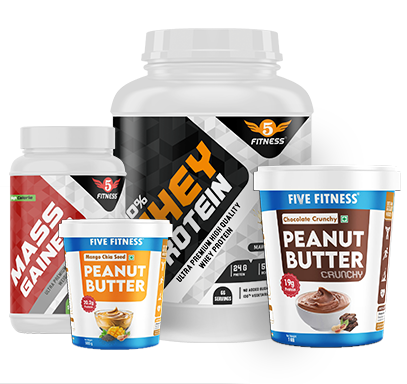 5
FITNESS
WHEY
PROTEIN
ULTRA PREMIUM HIGH QUALITY
WHEY PROTEIN
24 G
66
SERVINGS
5
FITNESS
MASS
GAINER
FIVE FITNESS
Mango Chia Seed
PEANUT
BUTTER
FIVE FITNESS
Chocolate Crunchy
PEANUT
BUTTER
CRUNCHY
19g